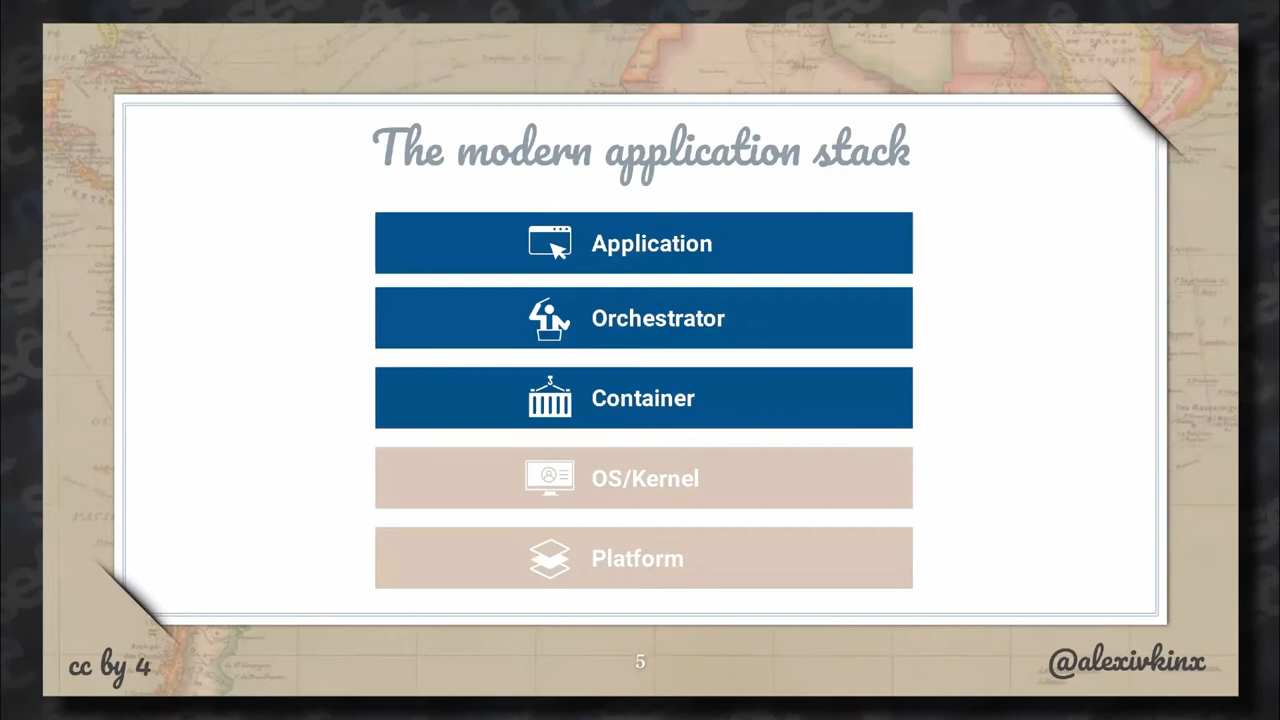 The modern application stack
Application
Orchestrator
Container
OS/Kernel
Platform
cc by 4
5
@alexivkinx